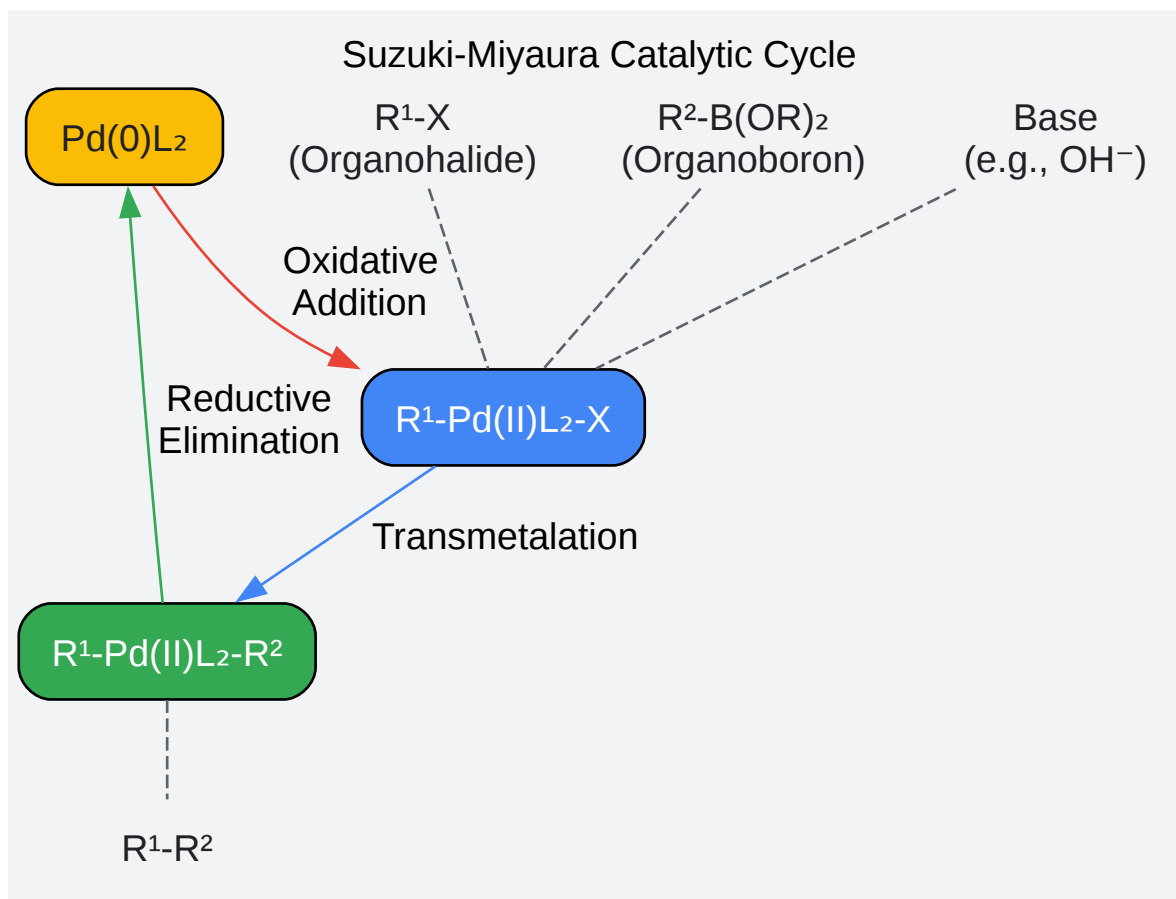 Suzuki-Miyaura Catalytic Cycle
Pd(0)L₂
R¹-X
(Organohalide)
R²-B(OR)₂
(Organoboron)
Base
(e.g., OH⁻)
Oxidative
Addition
Reductive
Elimination
R¹-Pd(II)L₂-X
Transmetalation
R¹-Pd(II)L₂-R²
R¹-R²